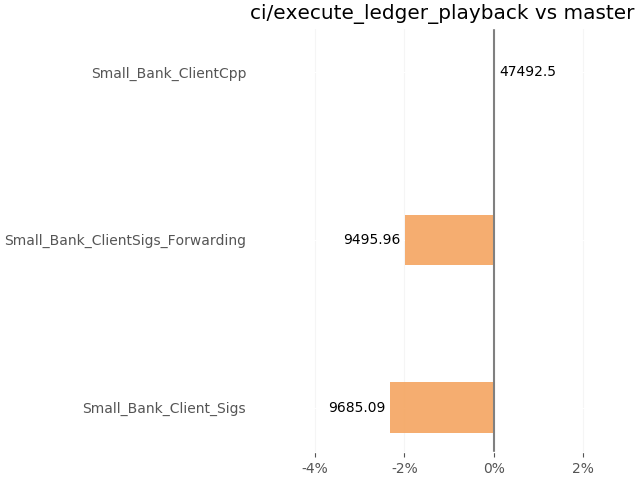 ci/execute_ledger_playback vs master
Small_Bank_ClientCpp
47492.5
Small_Bank_ClientSigs_Forwarding
9495.96
Small_Bank_Client_Sigs
9685.09
-4%
-2%
0%
2%